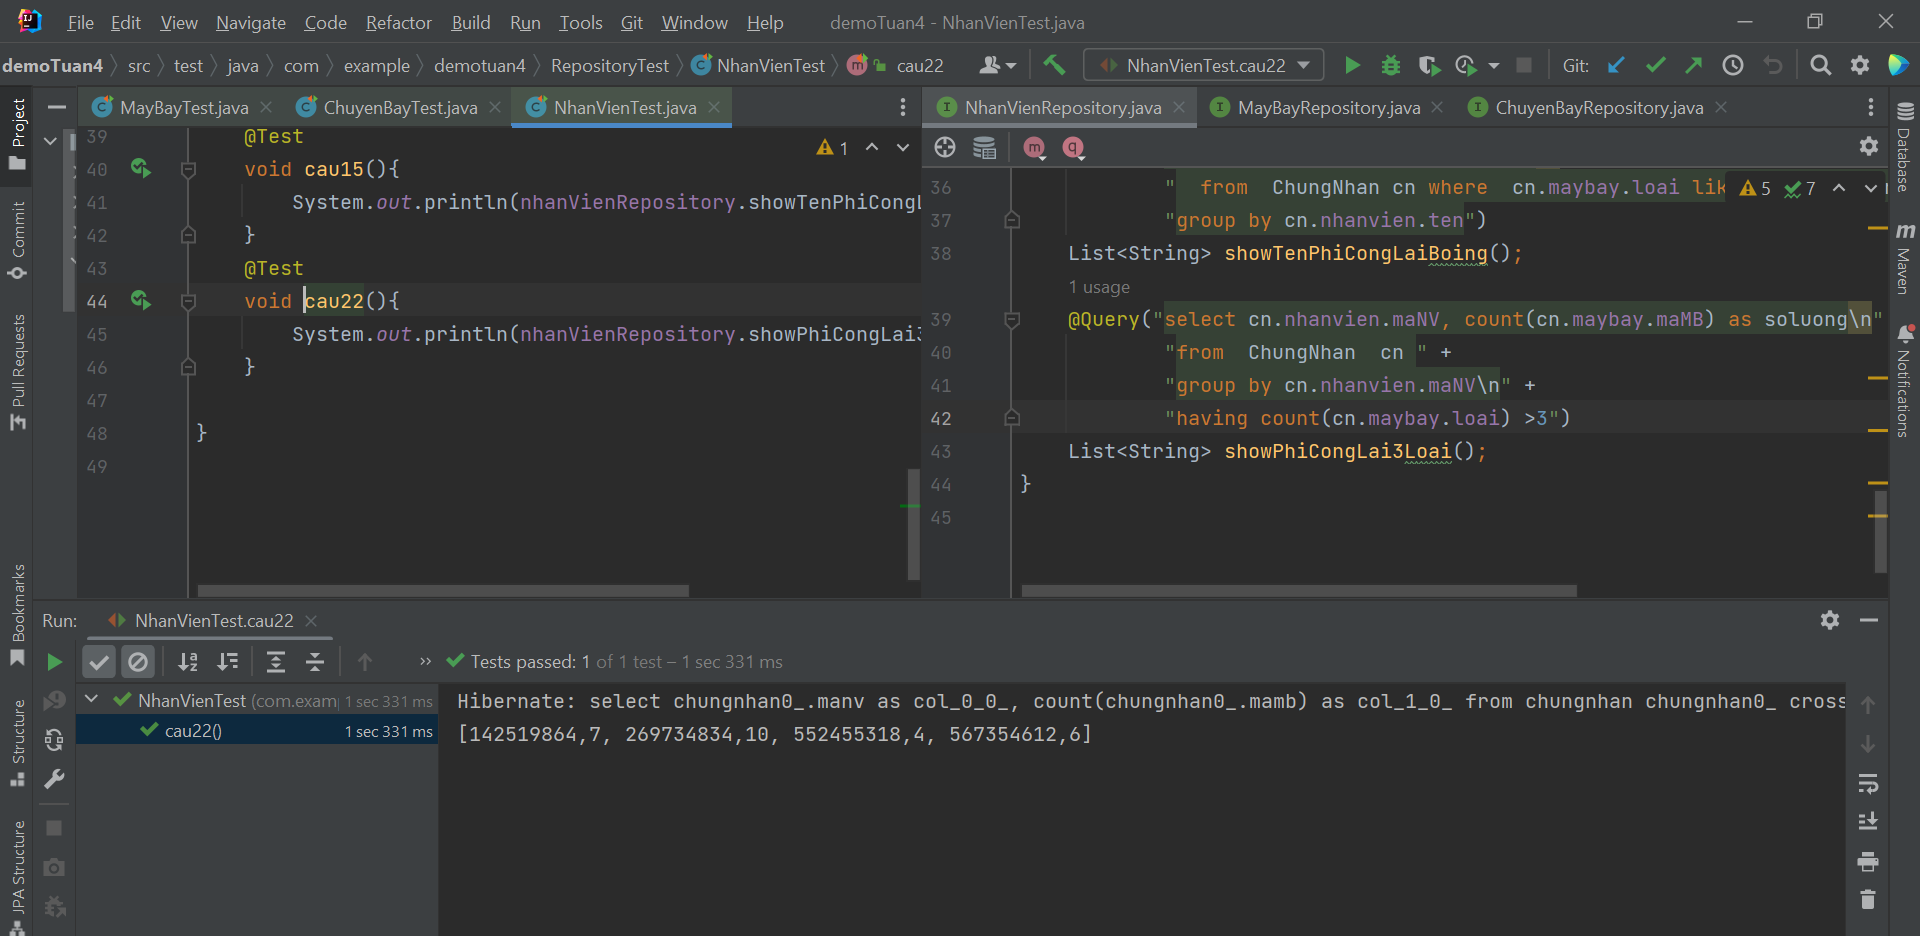 File Edit View Navigate Code Refactor Build Run Tools Git Window Help demoTuan4 - NhanVienTest.java
demoTuan4 src test java com example demotuan4 RepositoryTest NhanVienTest m cau22 NhanVienTest.cau22 Git:
Project
Commit
Pull Requests
Bookmarks
Structure
JPA Structure
MayBayTest.java ChuyenBayTest.java NhanVienTest.java
39 @Test
1
40 void cau15(){
41 System.out.println(nhanVienRepository.showTenPhiCongL
42 }
43 @Test
44 void cau22(){
45 System.out.println(nhanVienRepository.showPhiCongLai3
46 }
47
48 }
49
NhanVienRepository.java MayBayRepository.java ChuyenBayRepository.java
m q
36 " from ChungNhan cn where cn.maybay.loai lik
5 7
37 "group by cn.nhanvien.ten")
38 List<String> showTenPhiCongLaiBoing();
1 usage
39 @Query("select cn.nhanvien.maNV, count(cn.maybay.maMB) as soluong\n"
40 "from ChungNhan cn " +
41 "group by cn.nhanvien.maNV\n" +
42 "having count(cn.maybay.loai) >3")
43 List<String> showPhiCongLai3Loai();
44 }
45
Database
m Maven
Notifications
Run: NhanVienTest.cau22
Tests passed: 1 of 1 test – 1 sec 331 ms
NhanVienTest (com.exam 1 sec 331 ms
cau22() 1 sec 331 ms
Hibernate: select chungnhan0_.manv as col_0_0_, count(chungnhan0_.mamb) as col_1_0_ from chungnhan chungnhan0_ cross
[142519864,7, 269734834,10, 552455318,4, 567354612,6]